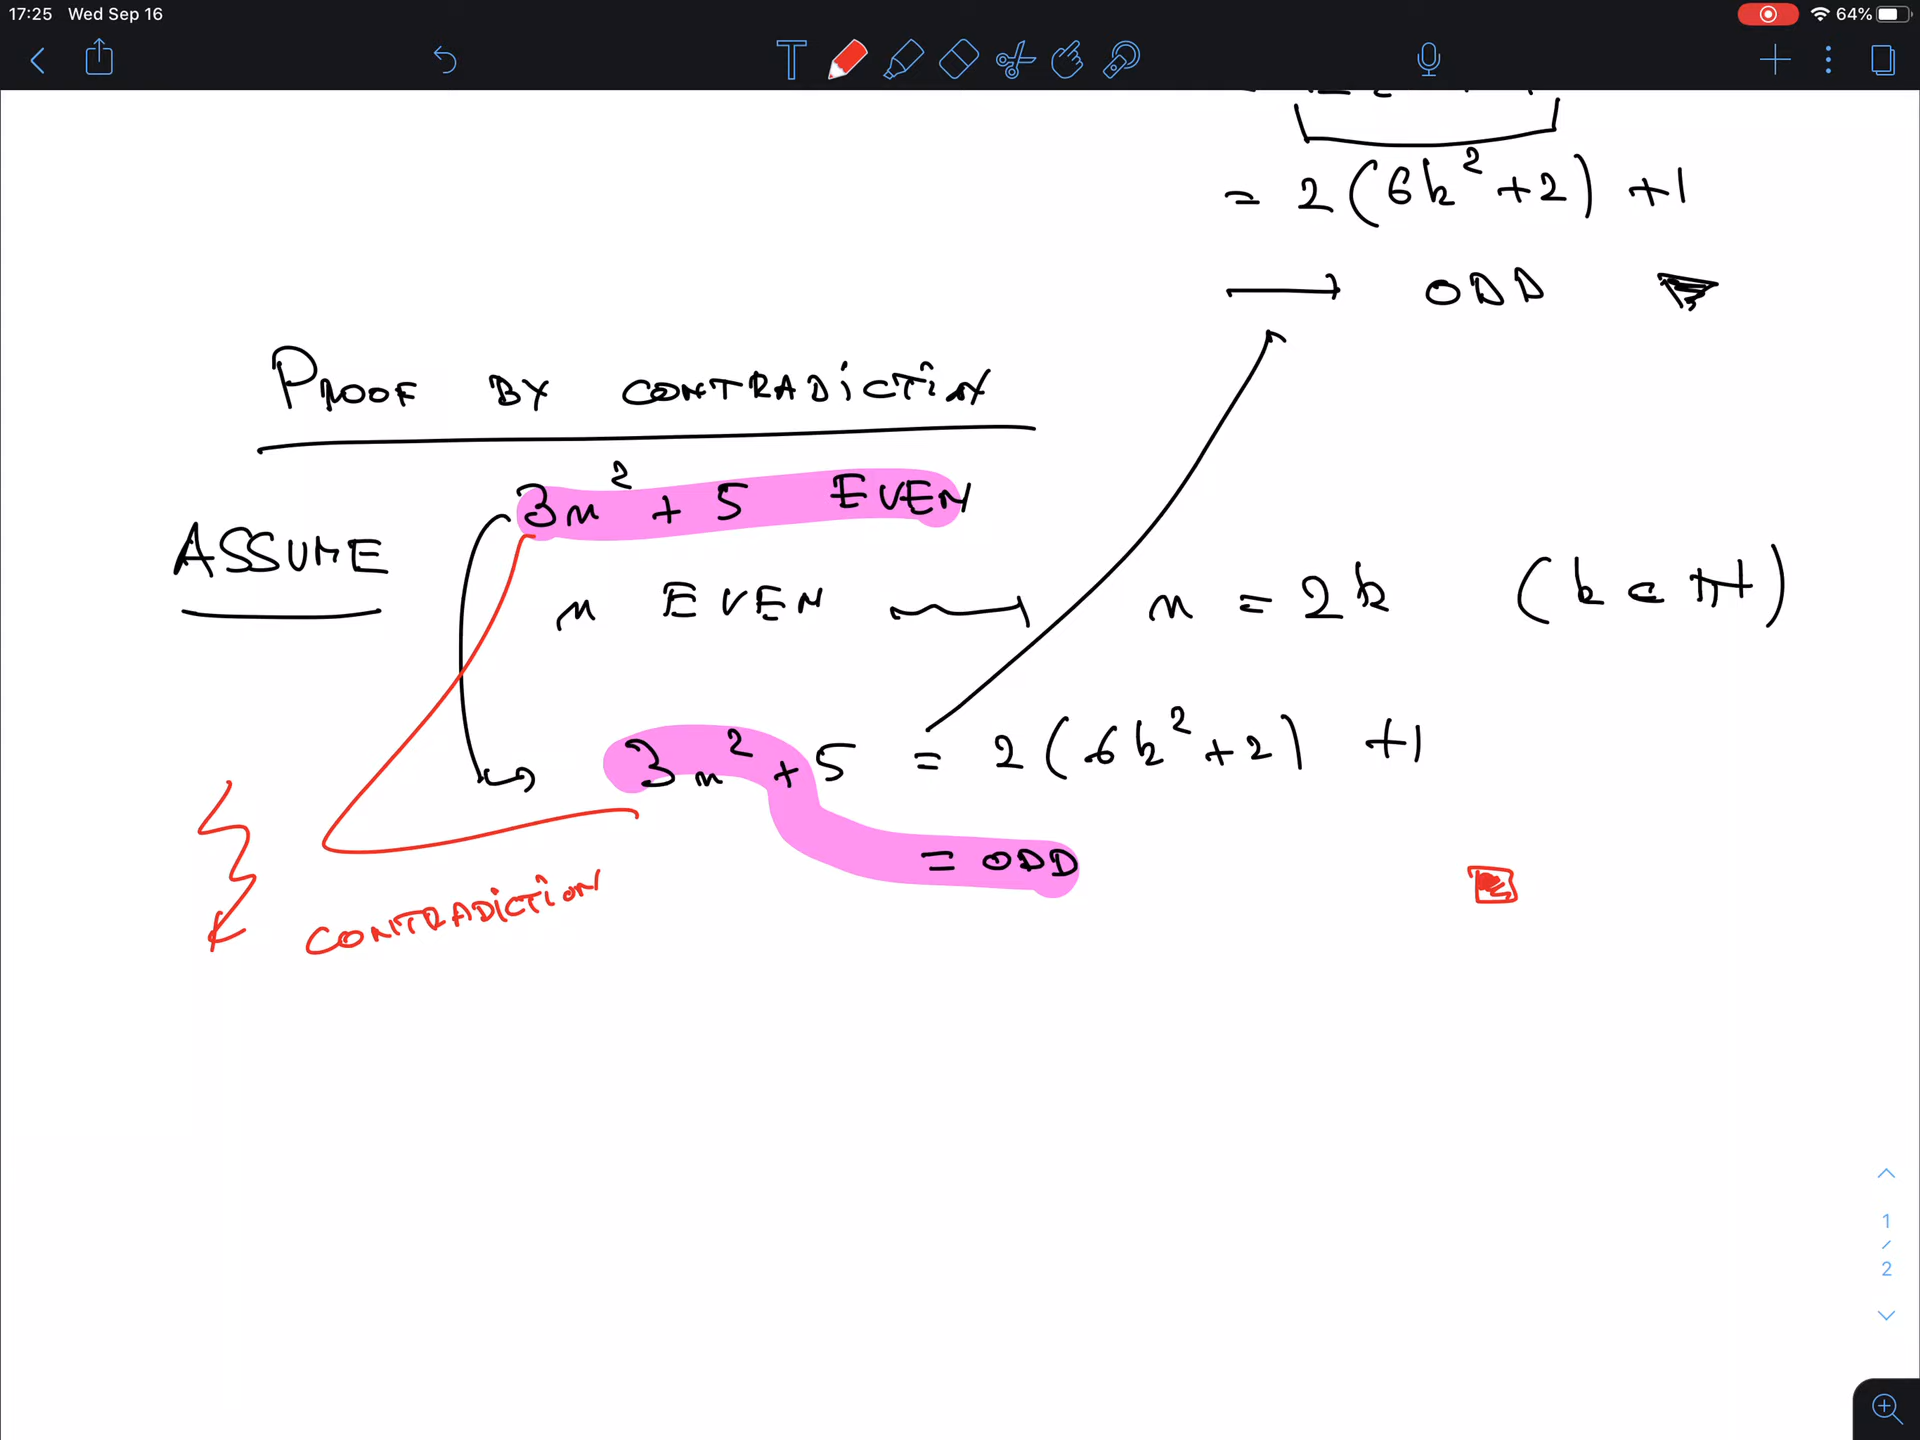 17:25 Wed Sep 16
64%
T
= 2(6k² + 2) + 1
→ ODD
PROOF BY CONTRADICTION
3n² + 5 EVEN
ASSUME
n EVEN → n = 2k (k ∈ ℕ)
3n² + 5 = 2(6k² + 2) + 1
= ODD
CONTRADICTION
1
/
2